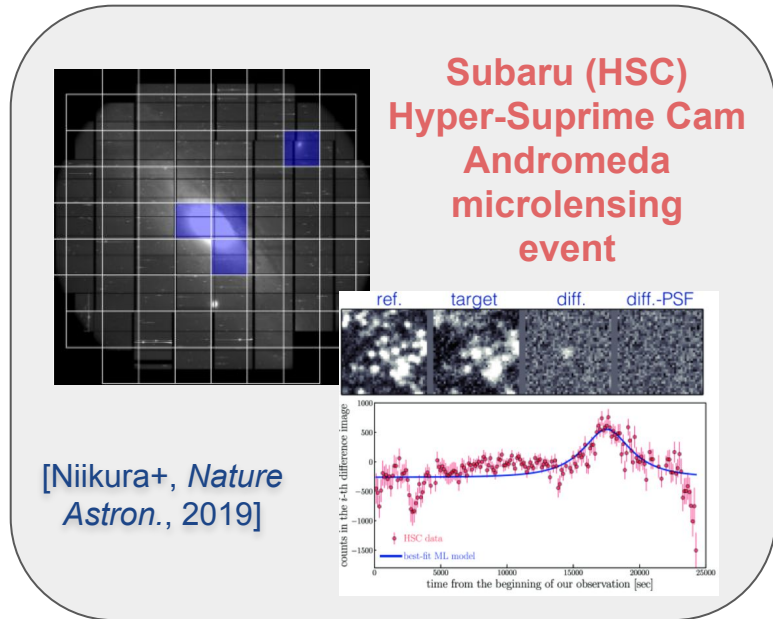 Subaru (HSC)
Hyper-Suprime Cam
Andromeda
microlensing
event
ref. target diff. diff.-PSF
1000
500
0
-500
-1000
-1500
counts in the i-th difference image
HSC data
best-fit ML model
0 5000 10000 15000 20000 25000
time from the beginning of our observation [sec]
[Niikura+, Nature
Astron., 2019]